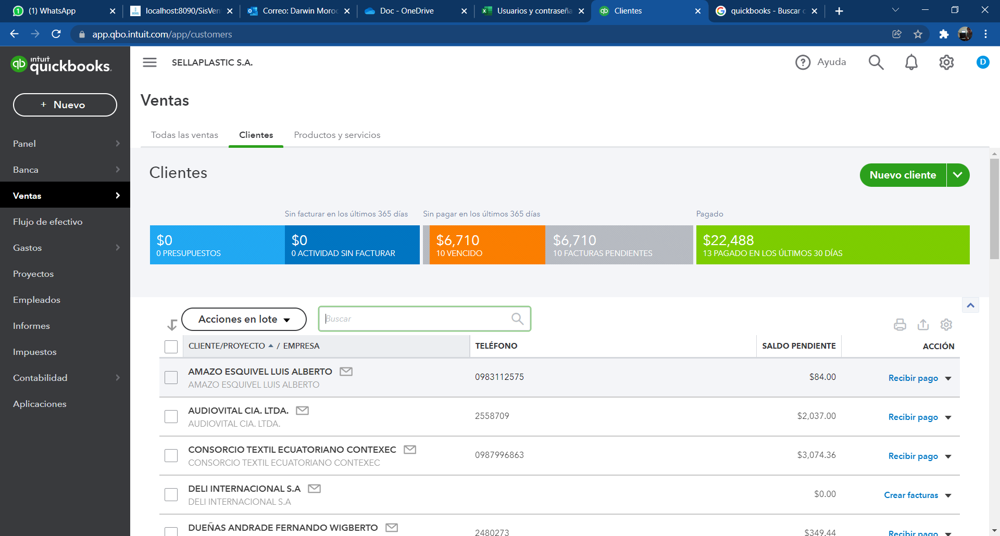 (1) WhatsApp
localhost:8090/SisVen
Correo: Darwin Moroc
Doc - OneDrive
Usuarios y contraseña
Clientes
quickbooks - Buscar c
app.qbo.intuit.com/app/customers
intuit
quickbooks.
qb
SELLAPLASTIC S.A.
? Ayuda
D
+ Nuevo
Ventas
Todas las ventas
Clientes
Productos y servicios
Panel
Banca
Ventas
Flujo de efectivo
Gastos
Proyectos
Empleados
Informes
Impuestos
Contabilidad
Aplicaciones
Clientes
Nuevo cliente
Sin facturar en los últimos 365 días
Sin pagar en los últimos 365 días
Pagado
$0
0 PRESUPUESTOS
$0
0 ACTIVIDAD SIN FACTURAR
$6,710
10 VENCIDO
$6,710
10 FACTURAS PENDIENTES
$22,488
13 PAGADO EN LOS ÚLTIMOS 30 DÍAS
Acciones en lote
Buscar
CLIENTE/PROYECTO / EMPRESA
TELÉFONO
SALDO PENDIENTE
ACCIÓN
AMAZO ESQUIVEL LUIS ALBERTO
AMAZO ESQUIVEL LUIS ALBERTO
0983112575
$84.00
Recibir pago
AUDIOVITAL CIA. LTDA.
AUDIOVITAL CIA. LTDA.
2558709
$2,037.00
Recibir pago
CONSORCIO TEXTIL ECUATORIANO CONTEXEC
CONSORCIO TEXTIL ECUATORIANO CONTEXEC
0987996863
$3,074.36
Recibir pago
DELI INTERNACIONAL S.A
DELI INTERNACIONAL S.A
$0.00
Crear facturas
DUEÑAS ANDRADE FERNANDO WIGBERTO
2480273
$349.44
Recibir pago